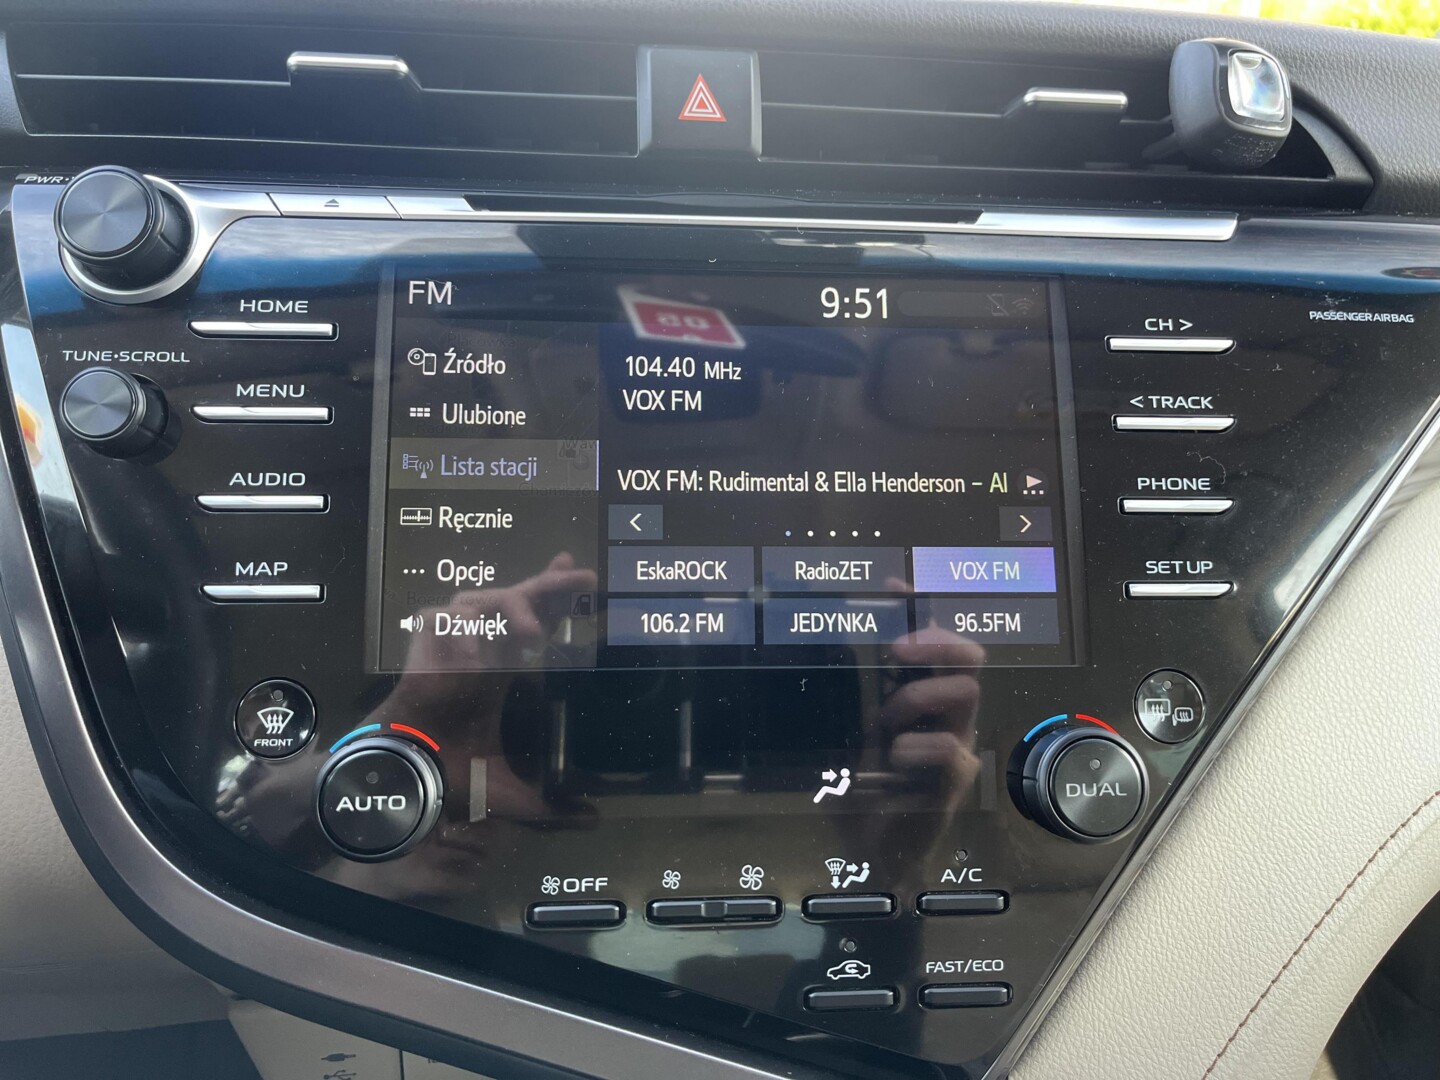 HOME
TUNE•SCROLL
MENU
AUDIO
MAP
FM
9:51
Źródło
Ulubione
Lista stacji
Ręcznie
Opcje
Dźwięk
104.40 MHz
VOX FM
VOX FM: Rudimental & Ella Henderson – Al
EskaROCK RadioZET VOX FM
106.2 FM JEDYNKA 96.5FM
PASSENGER AIRBAG
CH >
< TRACK
PHONE
SETUP
FRONT
AUTO
DUAL
OFF
A/C
FAST/ECO